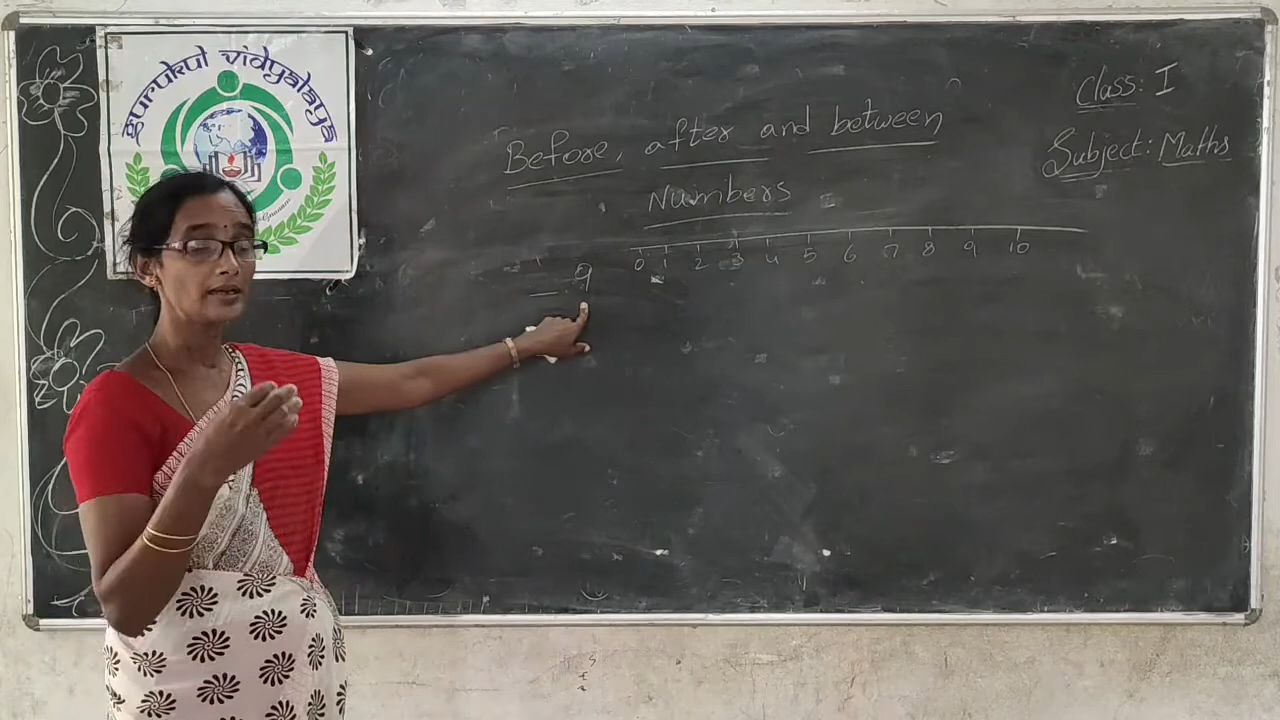 gurukul vidyalaya
Class: I
Subject: Maths
Before, after and between
Numbers
0 1 2 3 4 5 6 7 8 9 10
_ 9